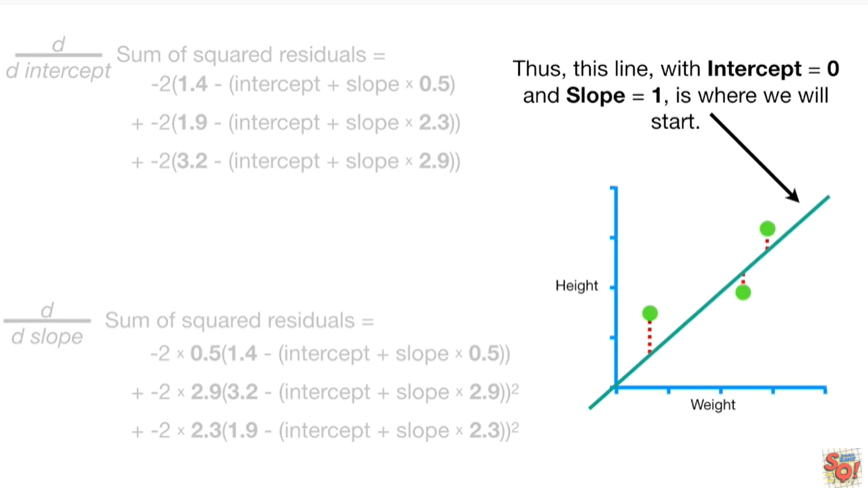 d
d intercept
Sum of squared residuals =
-2(1.4 - (intercept + slope × 0.5)
+ -2(1.9 - (intercept + slope × 2.3))
+ -2(3.2 - (intercept + slope × 2.9))
Thus, this line, with Intercept = 0
and Slope = 1, is where we will
start.
Height
Weight
d
d slope
Sum of squared residuals =
-2 × 0.5(1.4 - (intercept + slope × 0.5))
+ -2 × 2.9(3.2 - (intercept + slope × 2.9))²
+ -2 × 2.3(1.9 - (intercept + slope × 2.3))²
SQ!